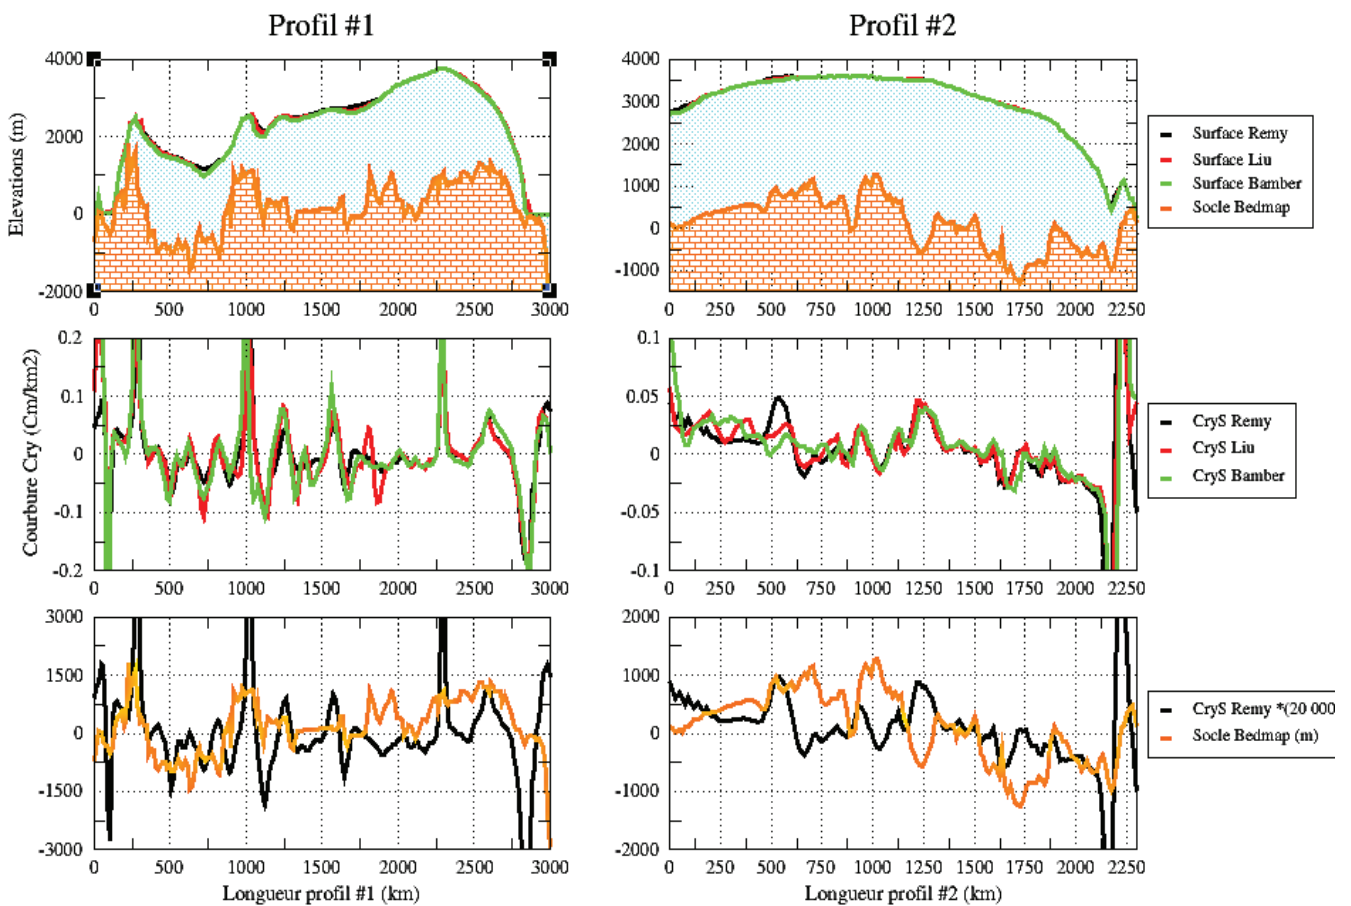 Profil #1
Profil #2
Elevations (m)
4000
2000
0
-2000
0 500 1000 1500 2000 2500 3000
4000
3000
2000
1000
0
-1000
0 250 500 750 1000 1250 1500 1750 2000 2250
Surface Remy
Surface Liu
Surface Bamber
Socle Bedmap
Courbure Cry (Cm/km2)
0.2
0.1
0
-0.1
-0.2
0 500 1000 1500 2000 2500 3000
0.1
0.05
0
-0.05
-0.1
0 250 500 750 1000 1250 1500 1750 2000 2250
CryS Remy
CryS Liu
CryS Bamber
3000
1500
0
-1500
-3000
0 500 1000 1500 2000 2500 3000
Longueur profil #1 (km)
2000
1000
0
-1000
-2000
0 250 500 750 1000 1250 1500 1750 2000 2250
Longueur profil #2 (km)
CryS Remy *(20 000
Socle Bedmap (m)